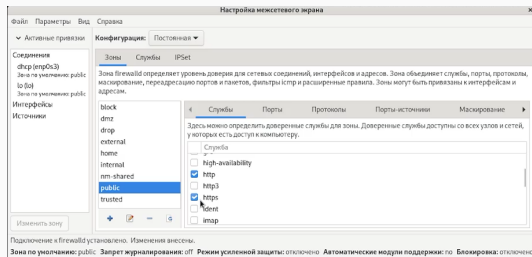 Настройка межсетевого экрана
Файл Параметры Вид Справка
Активные привязки
Конфигурация: Постоянная
Соединения
dhcp (enp0s3)
Зона по умолчанию: public
lo (lo)
Зона по умолчанию: public
Интерфейсы
Источники
Изменить зону
Зоны Службы IPSet
Зона firewalld определяет уровень доверия для сетевых соединений, интерфейсов и адресов. Зона объединяет службы, порты, протоколы,
маскирование, переадресацию портов и пакетов, фильтры icmp и расширенные правила. Зоны могут быть привязаны к интерфейсам и
адресам.
block
dmz
drop
external
home
internal
nm-shared
public
trusted
Службы Порты Протоколы Порты-источники Маскирование
Здесь можно определить доверенные службы для зоны. Доверенные службы доступны со всех узлов и сетей,
у которых есть доступ к компьютеру.
Служба
high-availability
http
http3
https
ident
imap
Подключение к firewalld установлено. Изменения внесены.
Зона по умолчанию: public Запрет журналирования: off Режим усиленной защиты: отключено Автоматические модули поддержки: no Блокировка: отключено